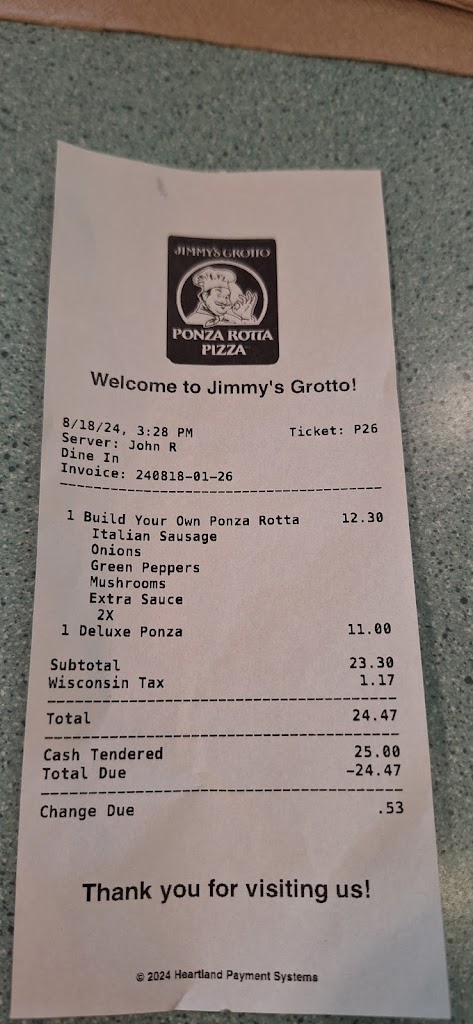 JIMMY'S GROTTO
PONZA ROTTA
PIZZA
Welcome to Jimmy's Grotto!
8/18/24, 3:28 PM Ticket: P26
Server: John R
Dine In
Invoice: 240818-01-26
1 Build Your Own Ponza Rotta 12.30
Italian Sausage
Onions
Green Peppers
Mushrooms
Extra Sauce
2X
1 Deluxe Ponza 11.00
Subtotal 23.30
Wisconsin Tax 1.17
Total 24.47
Cash Tendered 25.00
Total Due -24.47
Change Due .53
Thank you for visiting us!
© 2024 Heartland Payment Systems